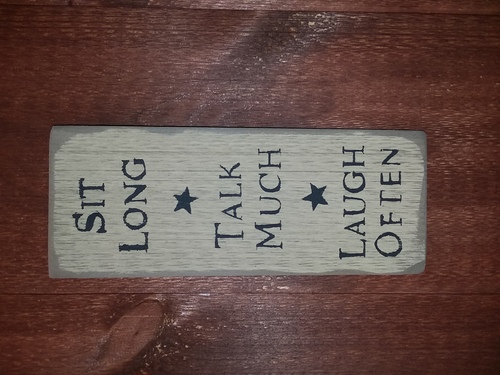 SIT
LONG
TALK
MUCH
LAUGH
OFTEN